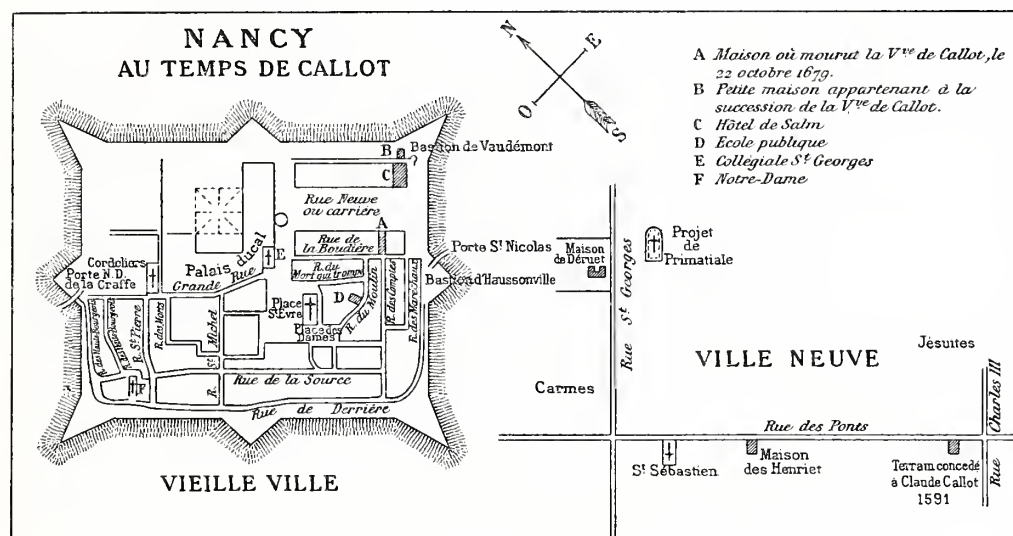 NANCY
AU TEMPS DE CALLOT
N
E
O
S
A Maison où mourut la Vve de Callot, le
22 octobre 1679.
B Petite maison appartenant à la
succession de la Vve de Callot.
C Hôtel de Salm
D Ecole publique
E Collégiale St Georges
F Notre-Dame
B
Bastion de Vaudémont
C
Rue Neuve
ou carrière
A
Rue de
la Boudière
E
Palais ducal
Grande Rue
Cordeliers
Porte N.D.
de la Craffe
R. du
Mort qui trompe
D
R. du Moulin
R. des Comptes
R. des Maréchaux
Place
St Evre
Place des
Dames
R. St Michel
R. des Morts
R. St Pierre
F
Rue de la Source
Rue de Derrière
VIEILLE VILLE
Porte St Nicolas
Bastion d'Haussonville
Maison
de Déruet
Projet
de
Primatiale
Rue St Georges
VILLE NEUVE
Jésuites
Carmes
Rue des Ponts
Rue Charles III
St Sébastien
Maison
des Henriet
Terrain concédé
à Claude Callot
1591